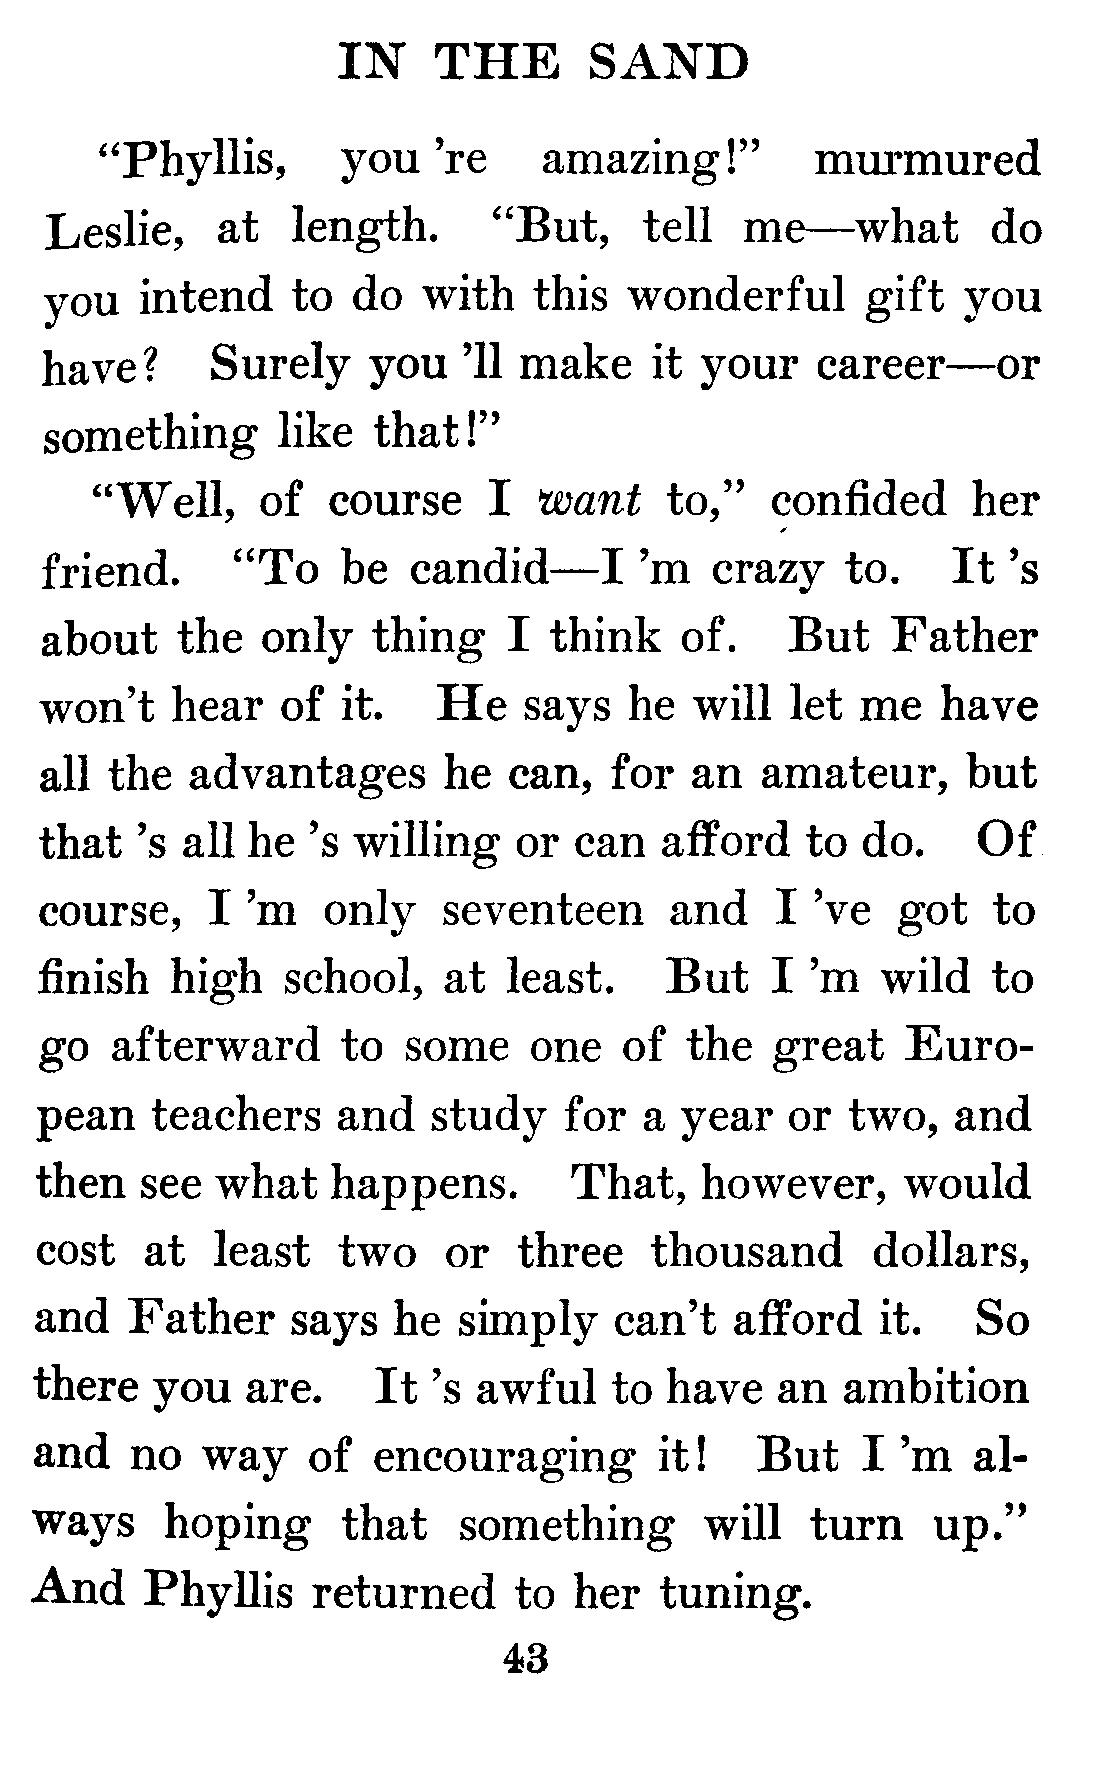 IN THE SAND
“Phyllis, you ’re amazing!” murmured
Leslie, at length. “But, tell me—what do
you intend to do with this wonderful gift you
have? Surely you ’ll make it your career—or
something like that!”
“Well, of course I want to,” confided her
friend. “To be candid—I ’m crazy to. It ’s
about the only thing I think of. But Father
won’t hear of it. He says he will let me have
all the advantages he can, for an amateur, but
that ’s all he ’s willing or can afford to do. Of
course, I ’m only seventeen and I ’ve got to
finish high school, at least. But I ’m wild to
go afterward to some one of the great Euro-
pean teachers and study for a year or two, and
then see what happens. That, however, would
cost at least two or three thousand dollars,
and Father says he simply can’t afford it. So
there you are. It ’s awful to have an ambition
and no way of encouraging it! But I ’m al-
ways hoping that something will turn up.”
And Phyllis returned to her tuning.
43